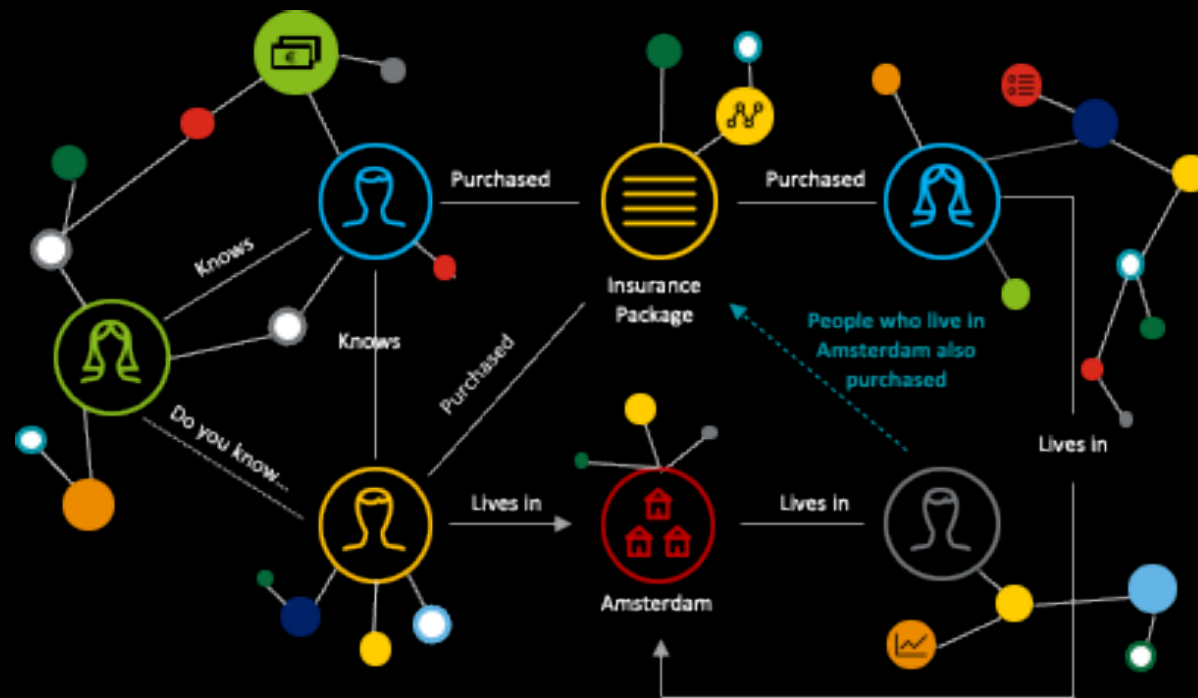 Purchased
Purchased
Knows
Insurance
Package
Knows
People who live in
Amsterdam also
purchased
Purchased
Do you know...
Lives in
Lives in
Lives in
Amsterdam
€